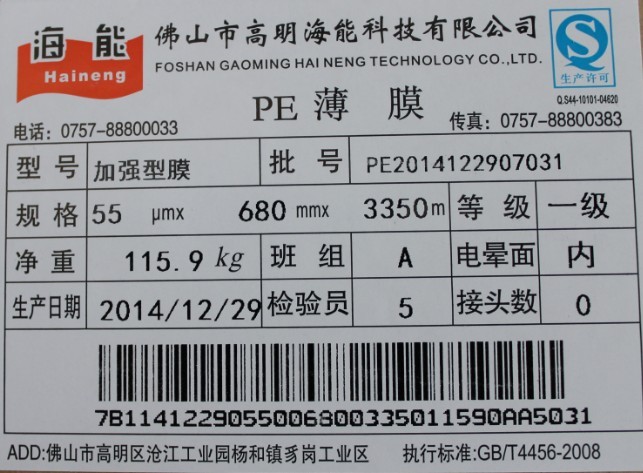 海能
Haineng
佛山市高明海能科技有限公司
FOSHAN GAOMING HAI NENG TECHNOLOGY CO.,LTD.
生产许可
Q.S44-10101-04620
PE薄膜
电话：0757-88800033
传真：0757-88800383
型号 加强型膜 批号 PE2014122907031
规格 55 μmx 680 mmx 3350m 等级 一级
净重 115.9 kg 班组 A 电晕面 内
生产日期 2014/12/29 检验员 5 接头数 0
7B1141229055006800335011590AA5031
ADD:佛山市高明区沧江工业园杨和镇豸岗工业区 执行标准:GB/T4456-2008